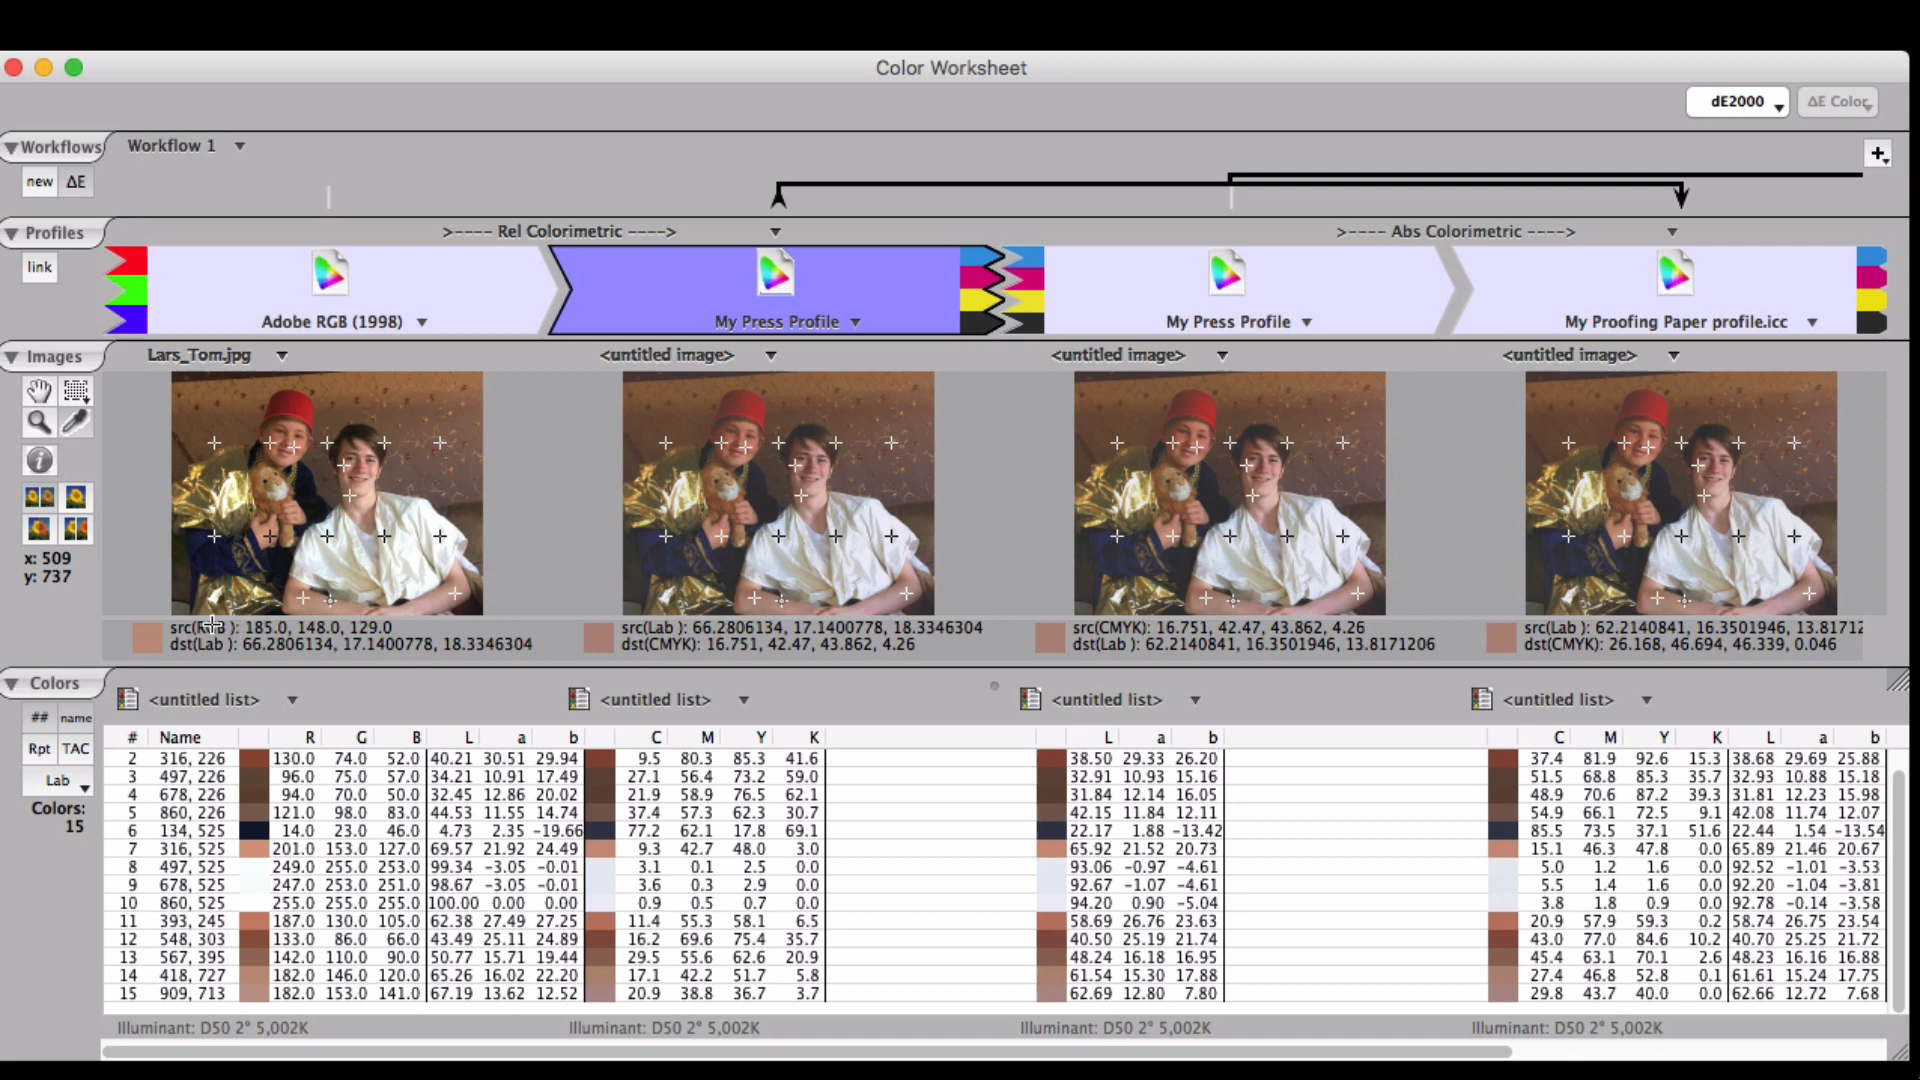 Color Worksheet
dE2000
ΔE Color
Workflows
Workflow 1
new ΔE
Profiles
>---- Rel Colorimetric ---->
>---- Abs Colorimetric ---->
link
Adobe RGB (1998)
My Press Profile
My Press Profile
My Proofing Paper profile.icc
Images
Lars_Tom.jpg
<untitled image>
<untitled image>
<untitled image>
x: 509
y: 737
src(RGB ): 185.0, 148.0, 129.0
dst(Lab ): 66.2806134, 17.1400778, 18.3346304
src(Lab ): 66.2806134, 17.1400778, 18.3346304
dst(CMYK): 16.751, 42.47, 43.862, 4.26
src(CMYK): 16.751, 42.47, 43.862, 4.26
dst(Lab ): 62.2140841, 16.3501946, 13.8171206
src(Lab ): 62.2140841, 16.3501946, 13.81712
dst(CMYK): 26.168, 46.694, 46.339, 0.046
Colors
<untitled list>
<untitled list>
<untitled list>
<untitled list>
## name
Rpt TAC
Lab
Colors:
15
# Name R G B L a b C M Y K L a b C M Y K L a b
2 316, 226 130.0 74.0 52.0 40.21 30.51 29.94 9.5 80.3 85.3 41.6 38.50 29.33 26.20 37.4 81.9 92.6 15.3 38.68 29.69 25.88
3 497, 226 96.0 75.0 57.0 34.21 10.91 17.49 27.1 56.4 73.2 59.0 32.91 10.93 15.16 51.5 68.8 85.3 35.7 32.93 10.88 15.18
4 678, 226 94.0 70.0 50.0 32.45 12.86 20.02 21.9 58.9 76.5 62.1 31.84 12.14 16.05 48.9 70.6 87.2 39.3 31.81 12.23 15.98
5 860, 226 121.0 98.0 83.0 44.53 11.55 14.74 37.4 57.3 62.3 30.7 42.15 11.84 12.11 54.9 66.1 72.5 9.1 42.08 11.74 12.07
6 134, 525 14.0 23.0 46.0 4.73 2.35 -19.66 77.2 62.1 17.8 69.1 22.17 1.88 -13.42 85.5 73.5 37.1 51.6 22.44 1.54 -13.54
7 316, 525 201.0 153.0 127.0 69.57 21.92 24.49 9.3 42.7 48.0 3.0 65.92 21.52 20.73 15.1 46.3 47.8 0.0 65.89 21.46 20.67
8 497, 525 249.0 255.0 253.0 99.34 -3.05 -0.01 3.1 0.1 2.5 0.0 93.06 -0.97 -4.61 5.0 1.2 1.6 0.0 92.52 -1.01 -3.53
9 678, 525 247.0 253.0 251.0 98.67 -3.05 -0.01 3.6 0.3 2.9 0.0 92.67 -1.07 -4.61 5.5 1.4 1.6 0.0 92.20 -1.04 -3.81
10 860, 525 255.0 255.0 255.0 100.00 0.00 0.00 0.9 0.5 0.7 0.0 94.20 0.90 -5.04 3.8 1.8 0.9 0.0 92.78 -0.14 -3.58
11 393, 245 187.0 130.0 105.0 62.38 27.49 27.25 11.4 55.3 58.1 6.5 58.69 26.76 23.63 20.9 57.9 59.3 0.2 58.74 26.75 23.54
12 548, 303 133.0 86.0 66.0 43.49 25.11 24.89 16.2 69.6 75.4 35.7 40.50 25.19 21.74 43.0 77.0 84.6 10.2 40.70 25.25 21.72
13 567, 395 142.0 110.0 90.0 50.77 15.71 19.44 29.5 55.6 62.6 20.9 48.24 16.18 16.95 45.4 63.1 70.1 2.6 48.23 16.16 16.88
14 418, 727 182.0 146.0 120.0 65.26 16.02 22.20 17.1 42.2 51.7 5.8 61.54 15.30 17.88 27.4 46.8 52.8 0.1 61.61 15.24 17.75
15 909, 713 182.0 153.0 141.0 67.19 13.62 12.52 20.9 38.8 36.7 3.7 62.69 12.80 7.80 29.8 43.7 40.0 0.0 62.66 12.72 7.68
Illuminant: D50 2° 5,002K
Illuminant: D50 2° 5,002K
Illuminant: D50 2° 5,002K
Illuminant: D50 2° 5,002K